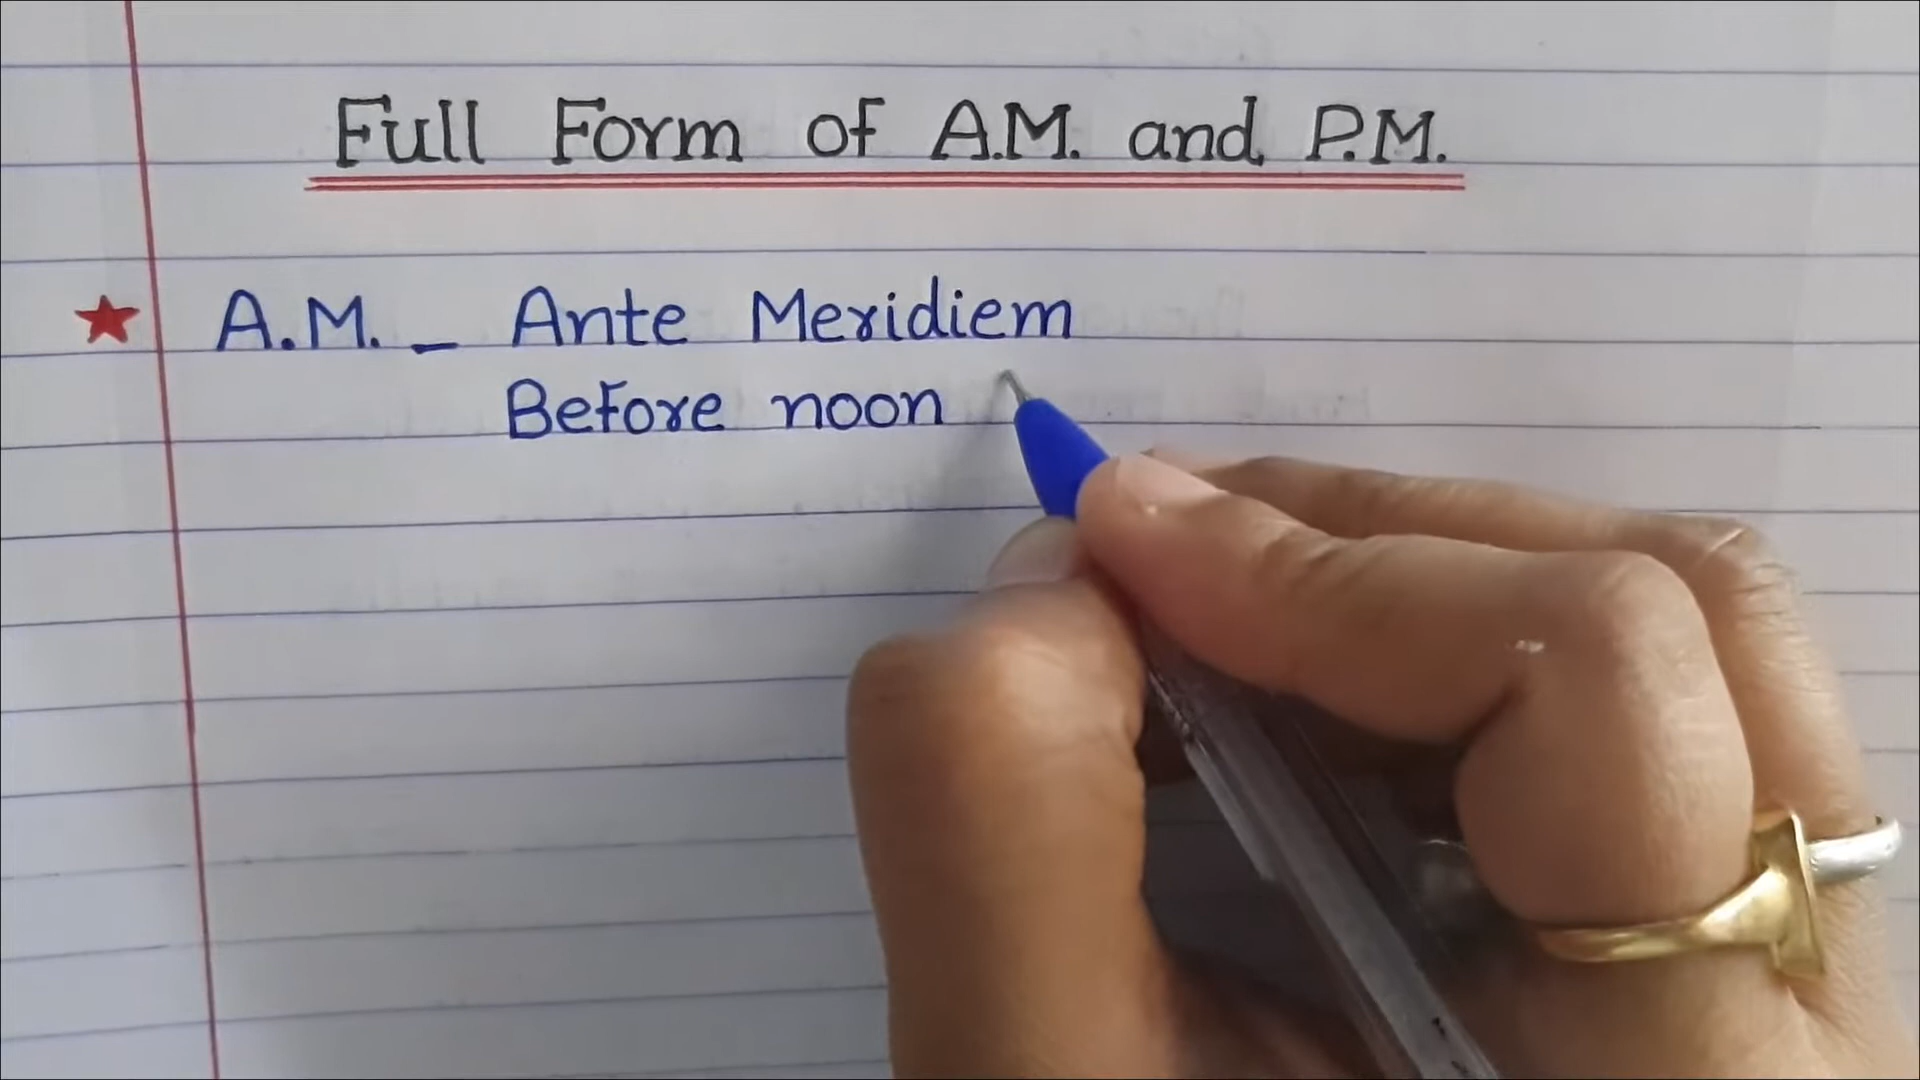 Full Form of A.M. and P.M.
A.M. – Ante Meridiem
Before noon